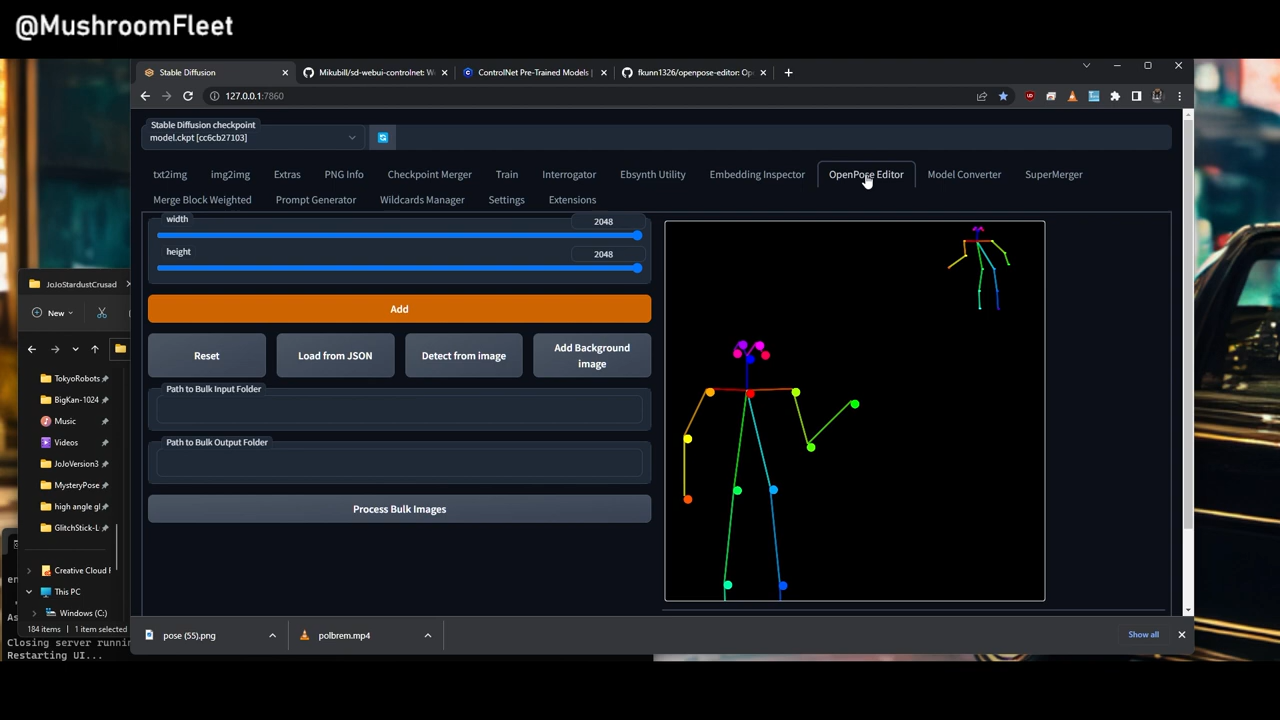 @MushroomFleet
Stable Diffusion
Mikubill/sd-webui-controlnet: W
ControlNet Pre-Trained Models |
fkunn1326/openpose-editor: Op
127.0.0.1:7860
Stable Diffusion checkpoint
model.ckpt [cc6cb27103]
txt2img
img2img
Extras
PNG Info
Checkpoint Merger
Train
Interrogator
Ebsynth Utility
Embedding Inspector
OpenPose Editor
Model Converter
SuperMerger
Merge Block Weighted
Prompt Generator
Wildcards Manager
Settings
Extensions
width
2048
height
2048
Add
Reset
Load from JSON
Detect from image
Add Background
image
Path to Bulk Input Folder
Path to Bulk Output Folder
Process Bulk Images
JoJoStardustCrusad
New
TokyoRobots
BigKan-1024
Music
Videos
JoJoVersion3
MysteryPose
high angle gl
GlitchStick-L
Creative Cloud F
This PC
Windows (C:)
184 items
1 item selected
en
As
Closing server runnin
Restarting UI...
pose (55).png
polbrem.mp4
Show all